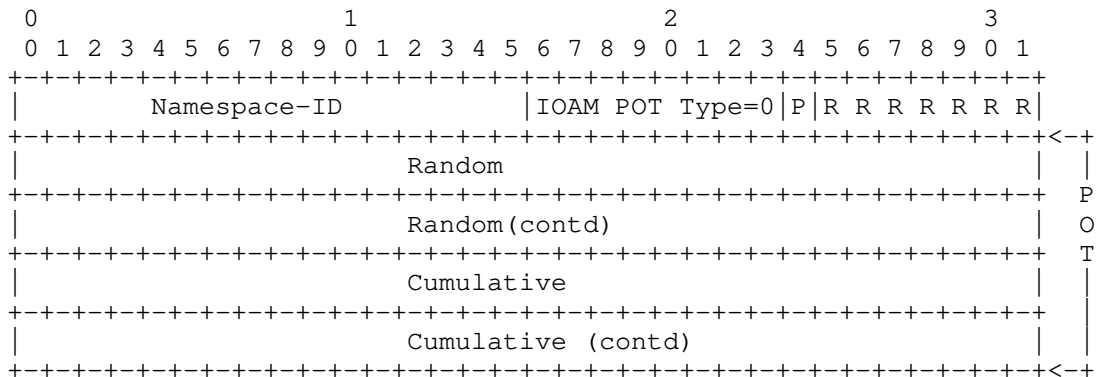 0                   1                   2                   3
 0 1 2 3 4 5 6 7 8 9 0 1 2 3 4 5 6 7 8 9 0 1 2 3 4 5 6 7 8 9 0 1
+-+-+-+-+-+-+-+-+-+-+-+-+-+-+-+-+-+-+-+-+-+-+-+-+-+-+-+-+-+-+-+-+
|        Namespace-ID           |IOAM POT Type=0|P|R R R R R R R|
+-+-+-+-+-+-+-+-+-+-+-+-+-+-+-+-+-+-+-+-+-+-+-+-+-+-+-+-+-+-+-+-+<-+
|                        Random                                 |  |
+-+-+-+-+-+-+-+-+-+-+-+-+-+-+-+-+-+-+-+-+-+-+-+-+-+-+-+-+-+-+-+-+  P
|                        Random(contd)                          |  O
+-+-+-+-+-+-+-+-+-+-+-+-+-+-+-+-+-+-+-+-+-+-+-+-+-+-+-+-+-+-+-+-+  T
|                        Cumulative                             |  |
+-+-+-+-+-+-+-+-+-+-+-+-+-+-+-+-+-+-+-+-+-+-+-+-+-+-+-+-+-+-+-+-+  |
|                        Cumulative (contd)                     |  |
+-+-+-+-+-+-+-+-+-+-+-+-+-+-+-+-+-+-+-+-+-+-+-+-+-+-+-+-+-+-+-+-+<-+